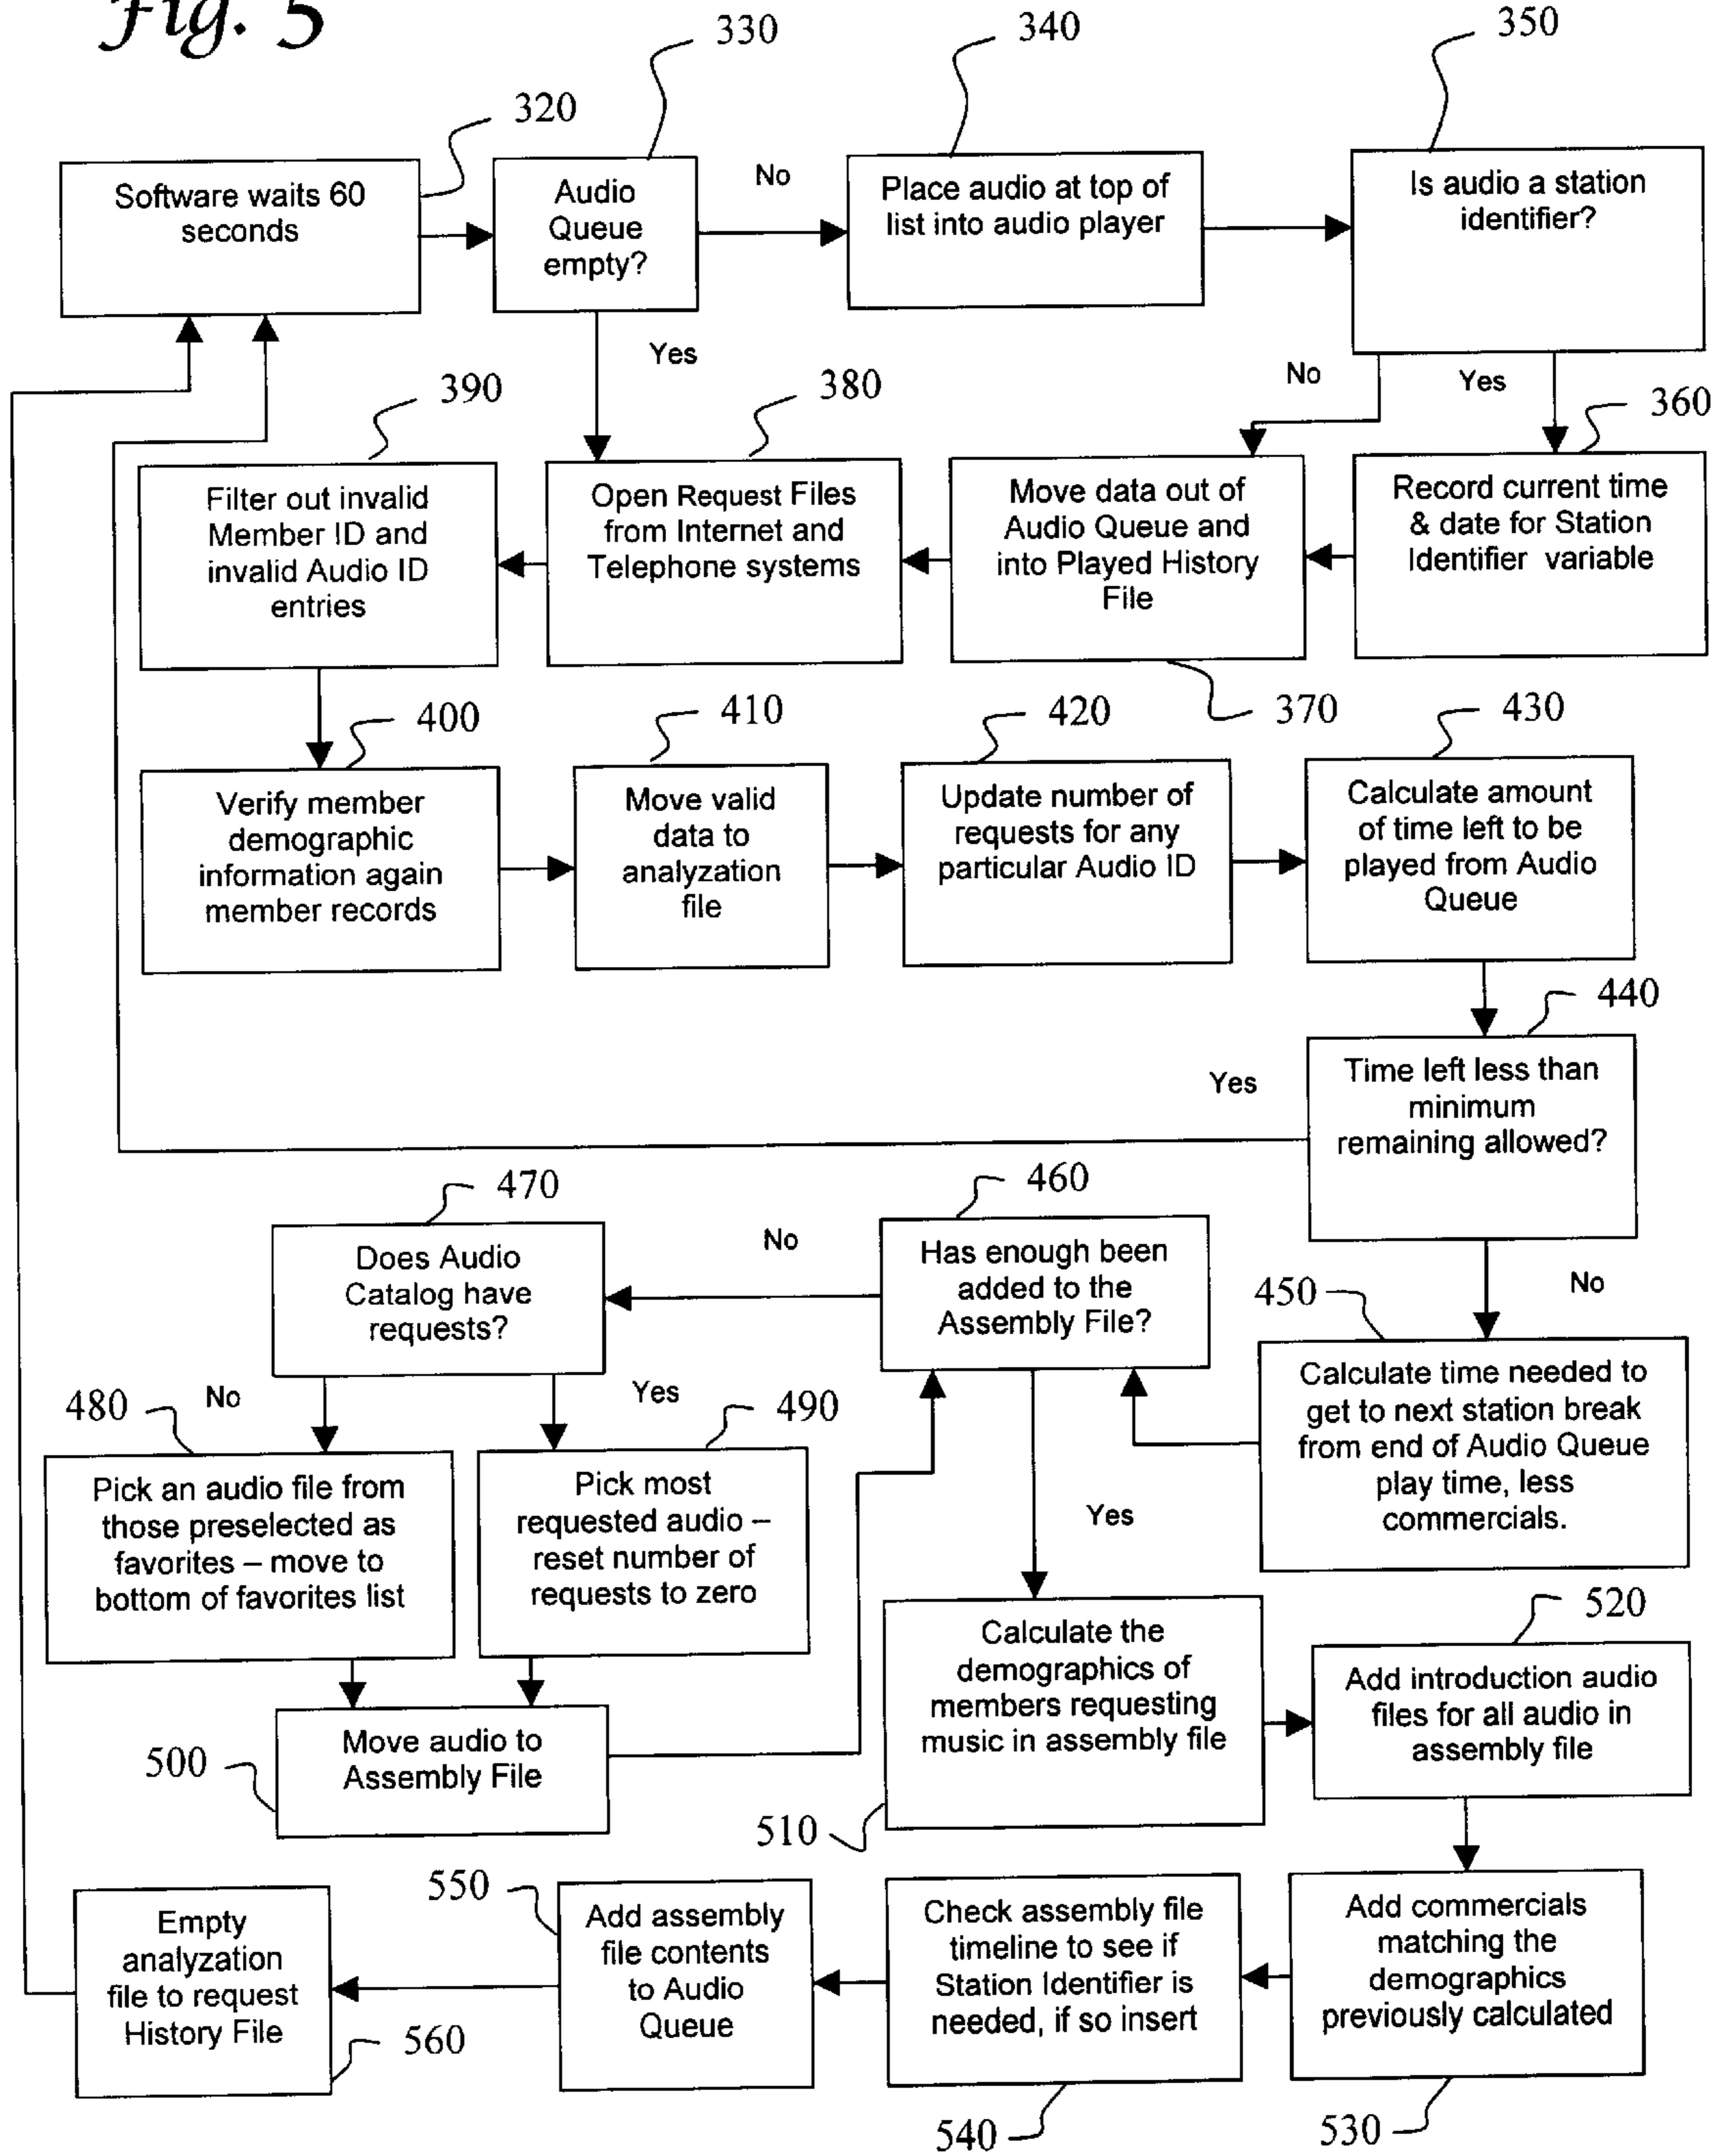 Fig. 5
330
340
350
320
Software waits 60
seconds
Audio
Queue
empty?
No
Place audio at top of
list into audio player
Is audio a station
identifier?
Yes
No
Yes
390
380
360
Filter out invalid
Member ID and
invalid Audio ID
entries
Open Request Files
from Internet and
Telephone systems
Move data out of
Audio Queue and
into Played History
File
Record current time
& date for Station
Identifier variable
400
410
420
370
430
Verify member
demographic
information again
member records
Move valid
data to
analyzation
file
Update number of
requests for any
particular Audio ID
Calculate amount
of time left to be
played from Audio
Queue
440
Yes
Time left less than
minimum
remaining allowed?
470
460
Does Audio
Catalog have
requests?
No
Has enough been
added to the
Assembly File?
No
450
480
No
Yes
490
Calculate time needed to
get to next station break
from end of Audio Queue
play time, less
commercials.
Pick an audio file from
those preselected as
favorites – move to
bottom of favorites list
Pick most
requested audio –
reset number of
requests to zero
Yes
520
Calculate the
demographics of
members requesting
music in assembly file
Add introduction audio
files for all audio in
assembly file
500
Move audio to
Assembly File
510
550
Empty
analyzation
file to request
History File
Add assembly
file contents
to Audio
Queue
Check assembly file
timeline to see if
Station Identifier is
needed, if so insert
Add commercials
matching the
demographics
previously calculated
560
540
530